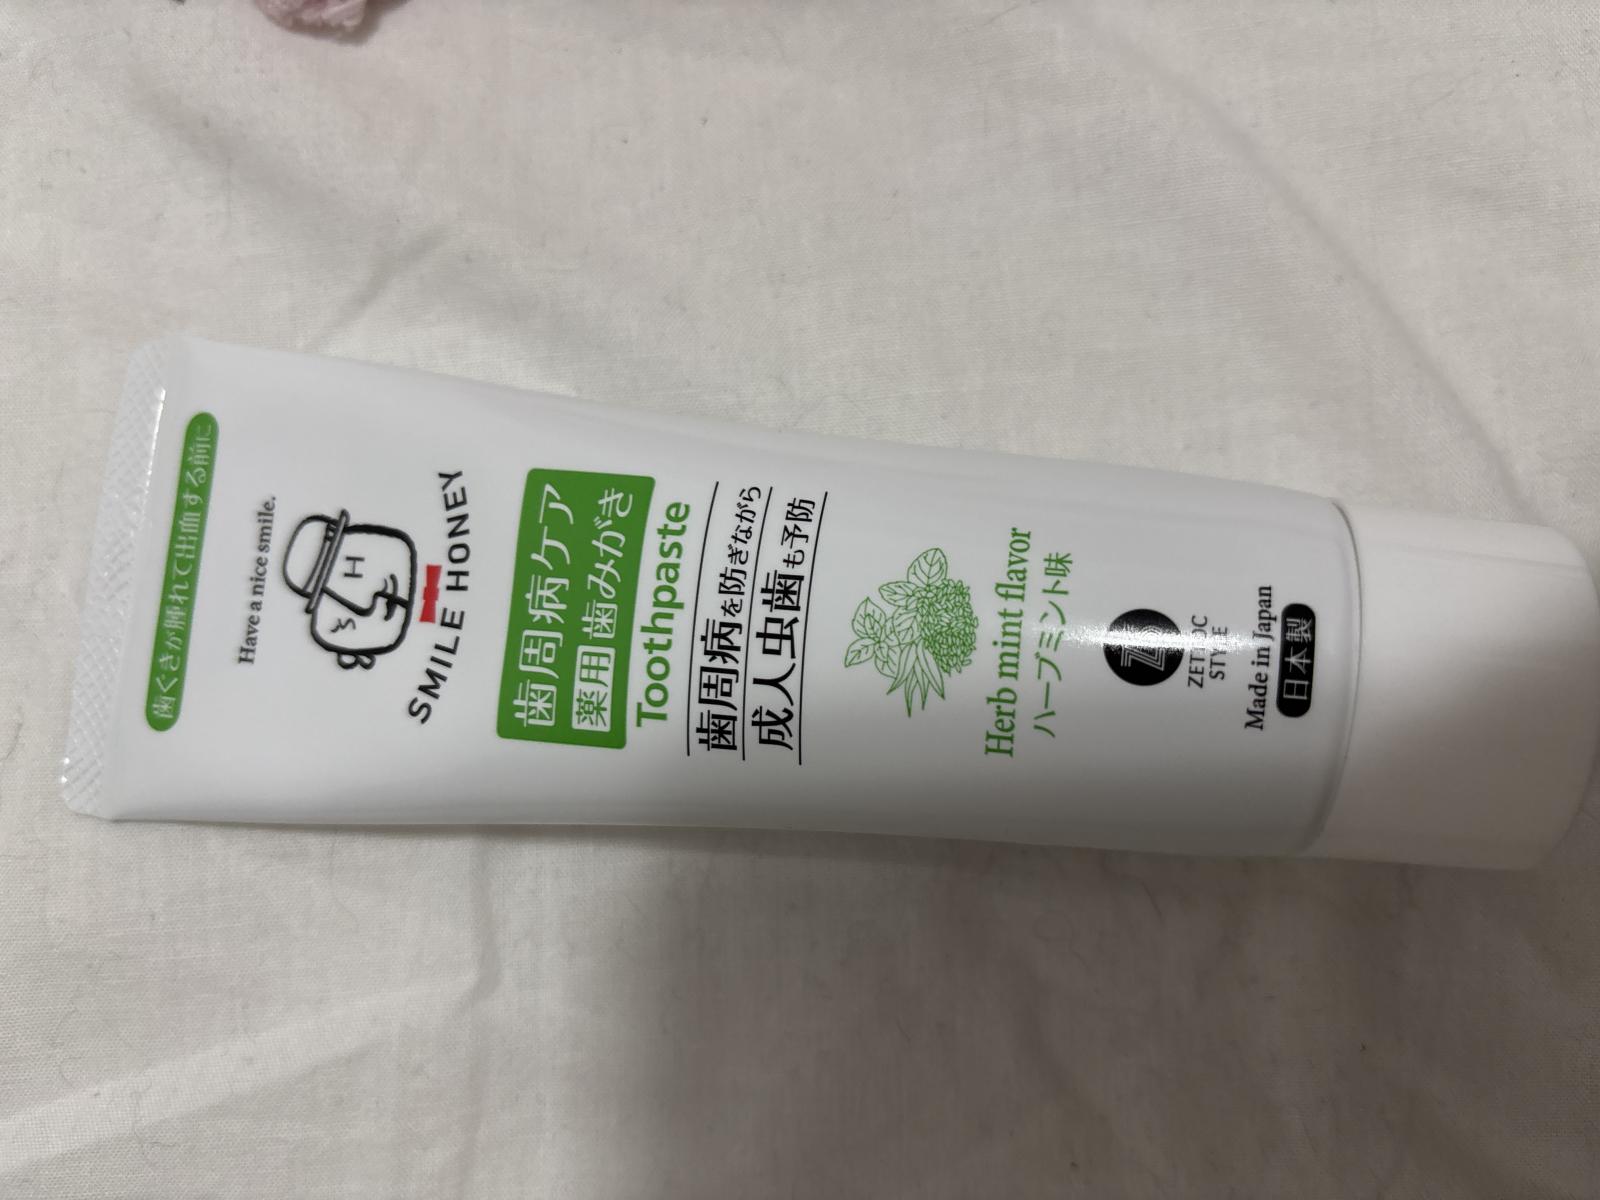 歯ぐきが腫れて出血する前に
Have a nice smile.
H
SMILE HONEY
歯周病ケア
薬用歯みがき
Toothpaste
歯周病を防ぎながら
成人虫歯も予防
Herb mint flavor
ハーブミント味
Z
ZETTOC
STYLE
Made in Japan
日本製